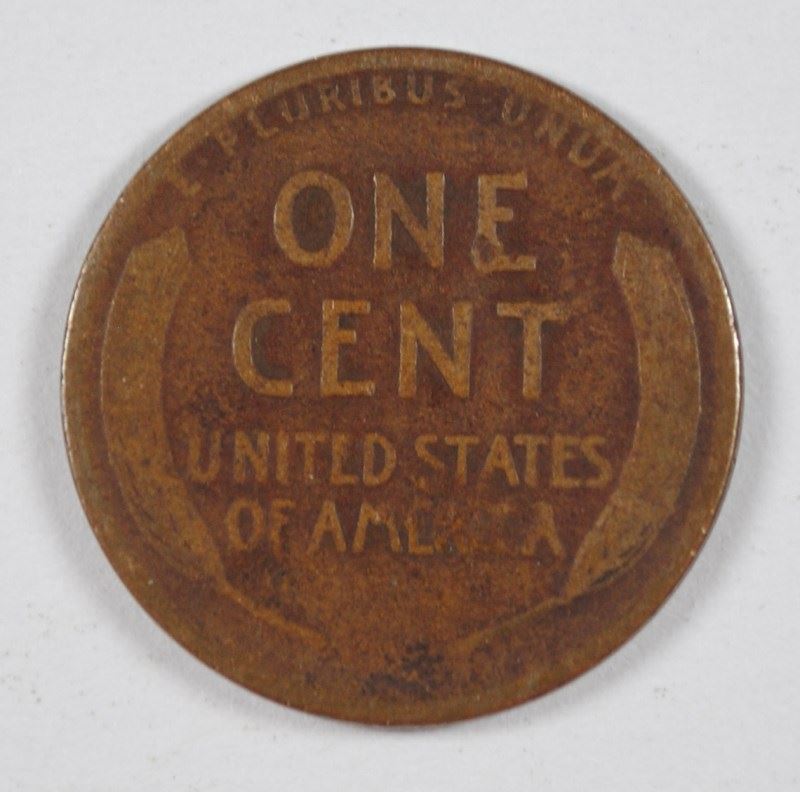 E · PLURIBUS · UNUM
ONE
CENT
UNITED STATES
OF AMERICA